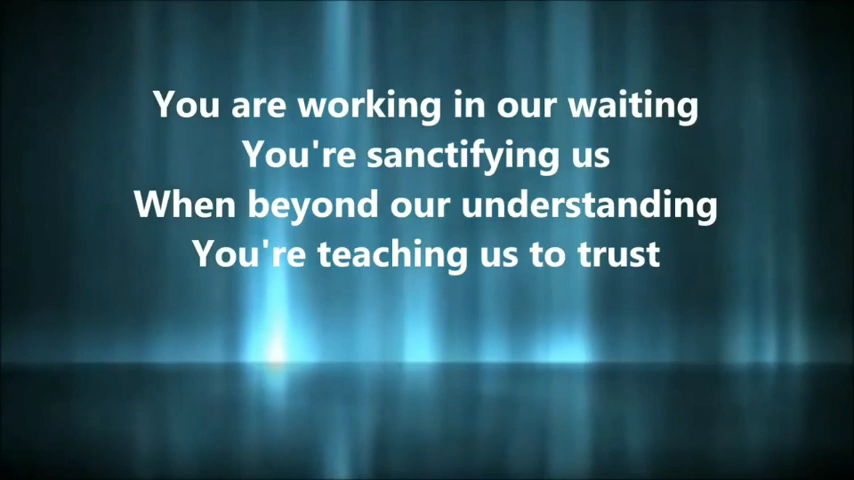 You are working in our waiting
You're sanctifying us
When beyond our understanding
You're teaching us to trust